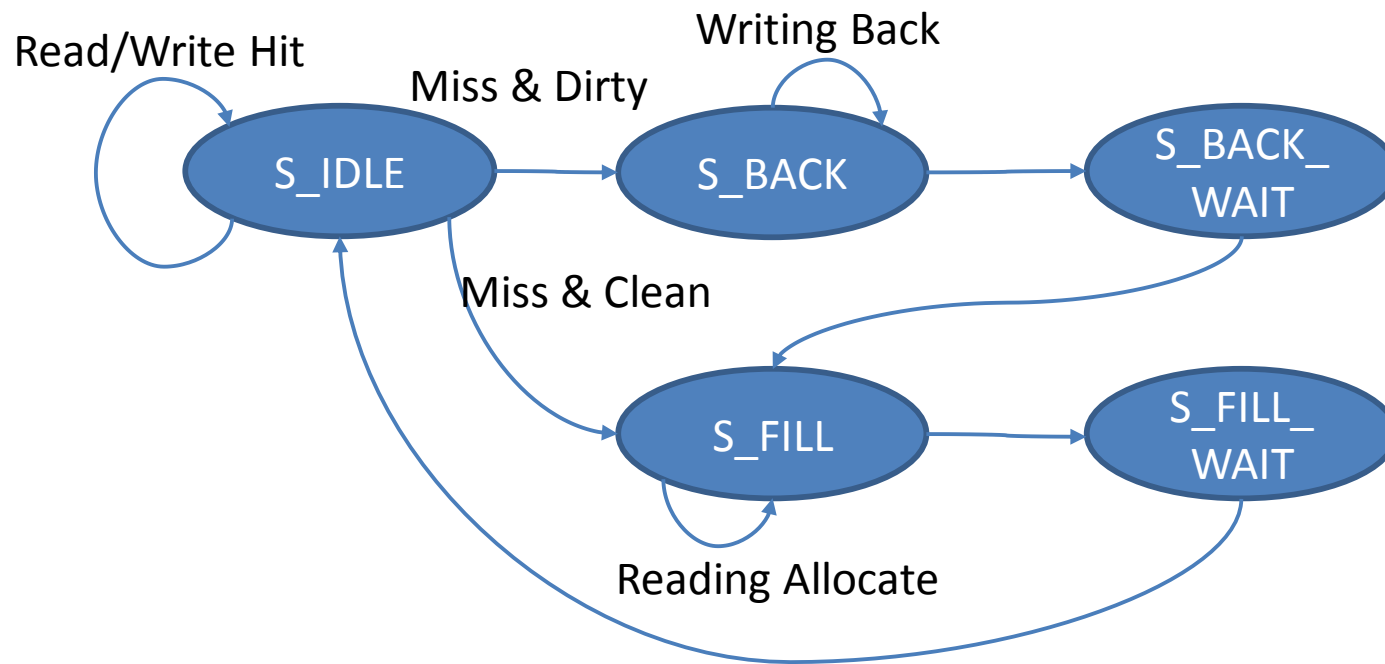 Writing Back
Read/Write Hit
Miss & Dirty
S_IDLE
S_BACK
S_BACK_
WAIT
Miss & Clean
S_FILL
S_FILL_
WAIT
Reading Allocate